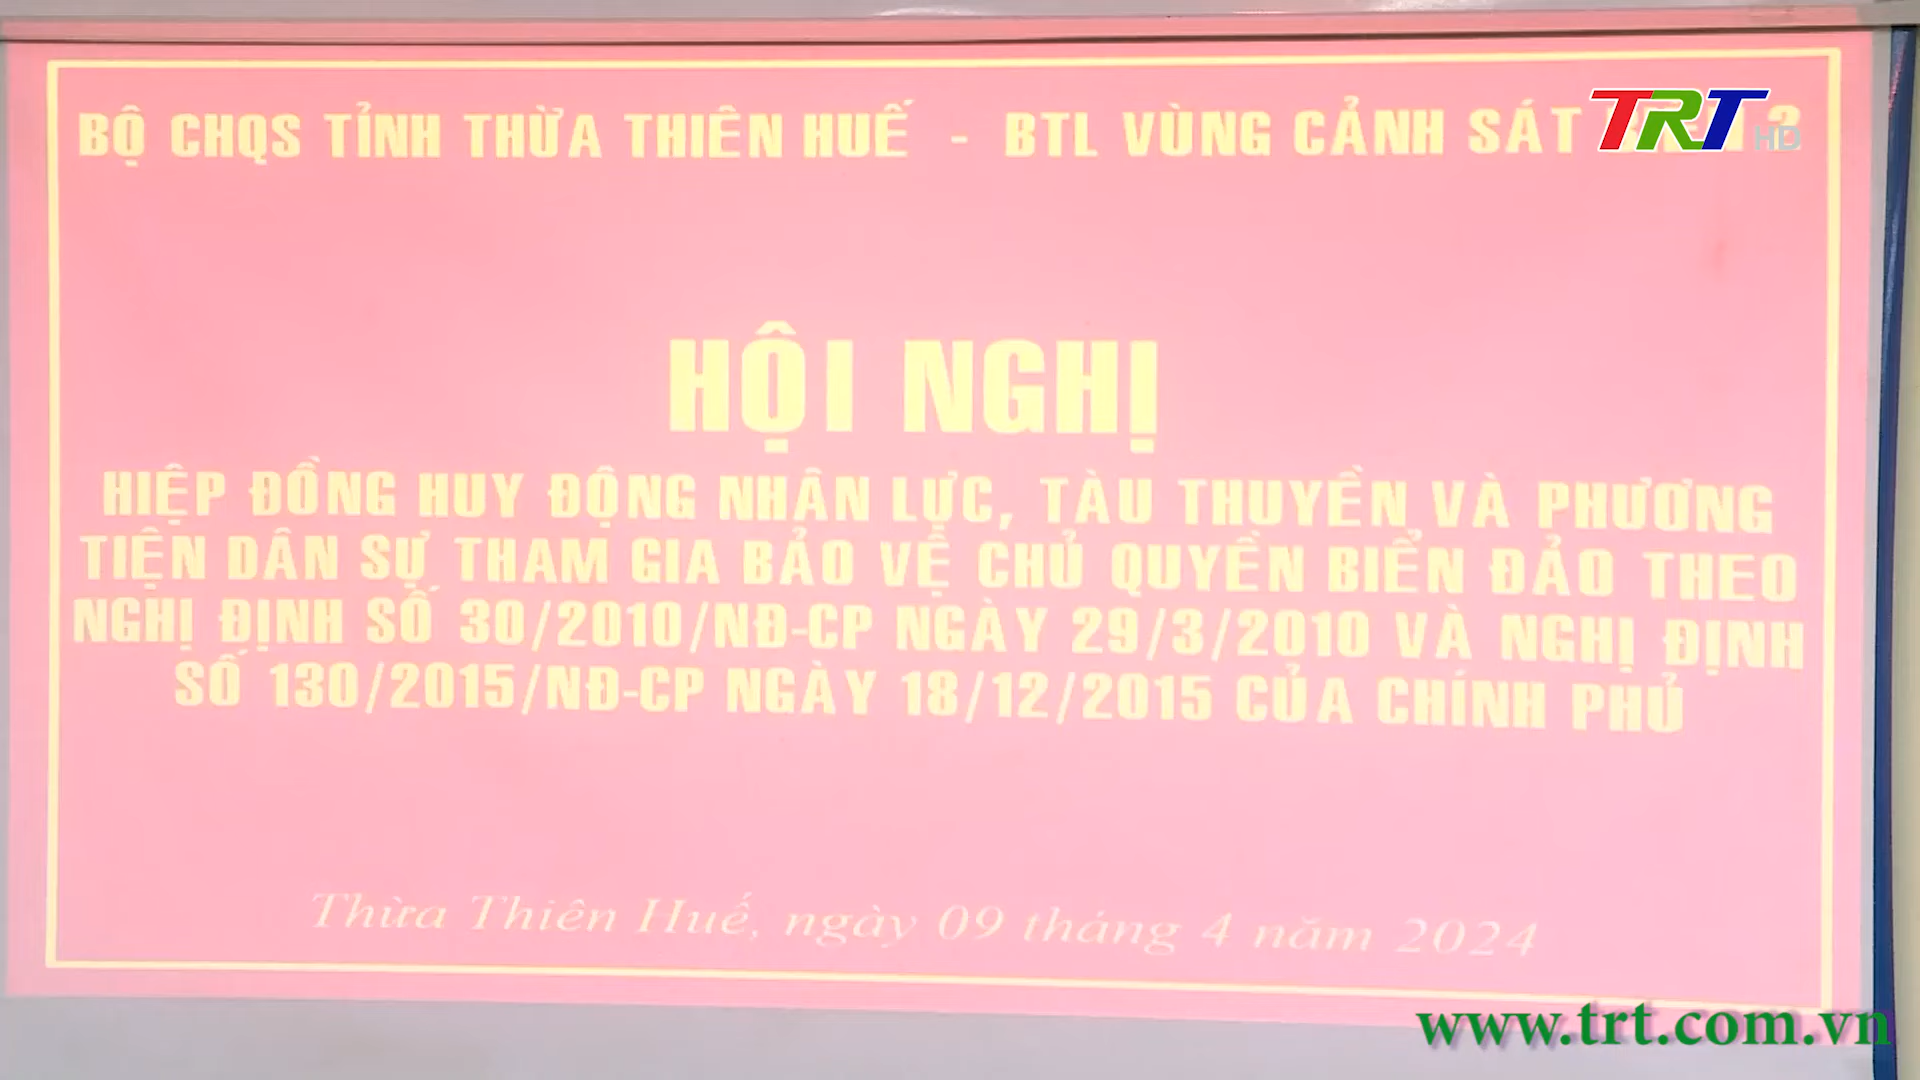 BỘ CHQS TỈNH THỪA THIÊN HUẾ - BTL VÙNG CẢNH SÁT
TRT HD
HỘI NGHỊ
HIỆP ĐỒNG HUY ĐỘNG NHÂN LỰC, TÀU THUYỀN VÀ PHƯƠNG
TIỆN DÂN SỰ THAM GIA BẢO VỆ CHỦ QUYỀN BIỂN ĐẢO THEO
NGHỊ ĐỊNH SỐ 30/2010/NĐ-CP NGÀY 29/3/2010 VÀ NGHỊ ĐỊNH
SỐ 130/2015/NĐ-CP NGÀY 18/12/2015 CỦA CHÍNH PHỦ
Thừa Thiên Huế, ngày 09 tháng 4 năm 2024
www.trt.com.vn